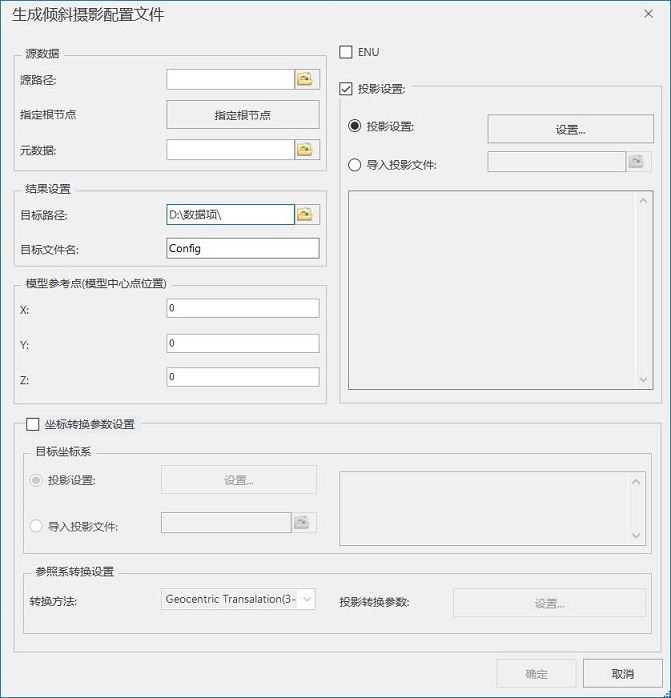 生成倾斜摄影配置文件
源数据
源路径:
指定根节点
指定根节点
元数据:
结果设置
目标路径:
D:\数据项\
目标文件名:
Config
模型参考点(模型中心点位置)
X:
0
Y:
0
Z:
0
ENU
投影设置:
投影设置:
设置...
导入投影文件:
坐标转换参数设置
目标坐标系
投影设置:
设置...
导入投影文件:
参照系转换设置
转换方法:
Geocentric Transalation(3-
投影转换参数:
设置...
确定
取消